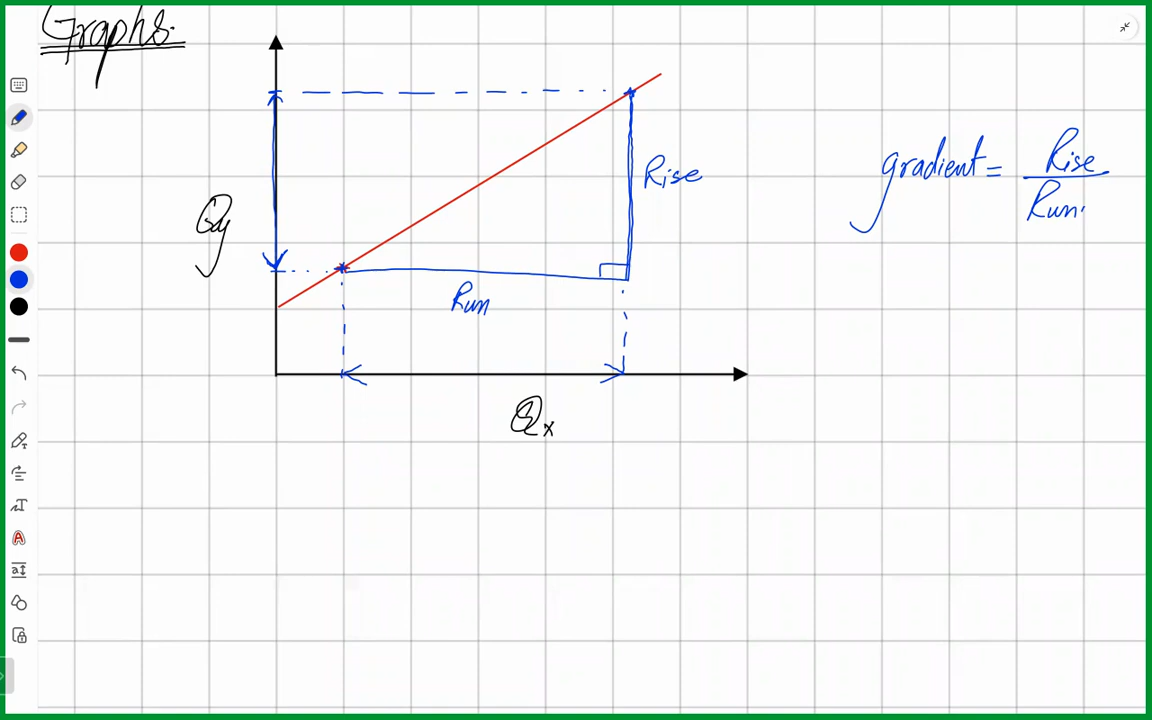 Graphs.
Rise
gradient = Rise
Run
Qy
Run
Qx